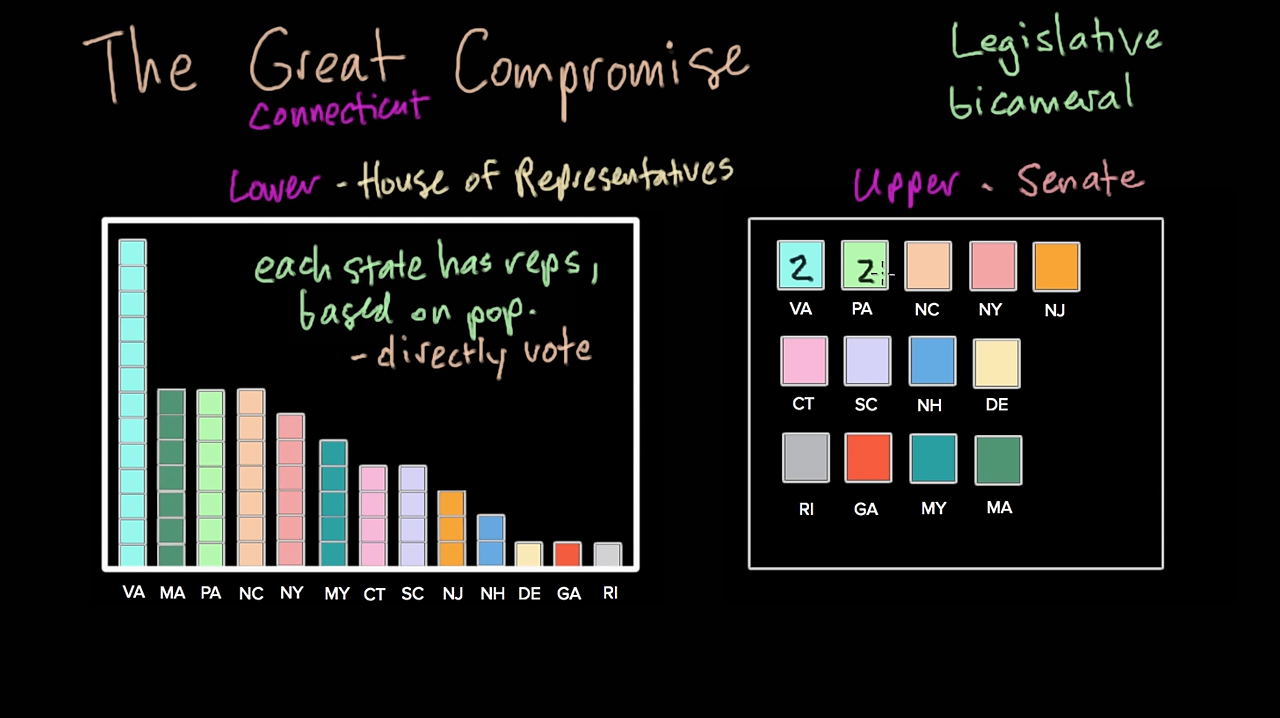 The Great Compromise
Connecticut
Legislative
bicameral
Lower - House of Representatives
each state has reps,
based on pop.
- directly vote
VA MA PA NC NY MY CT SC NJ NH DE GA RI
Upper - Senate
2 2
VA PA NC NY NJ
CT SC NH DE
RI GA MY MA